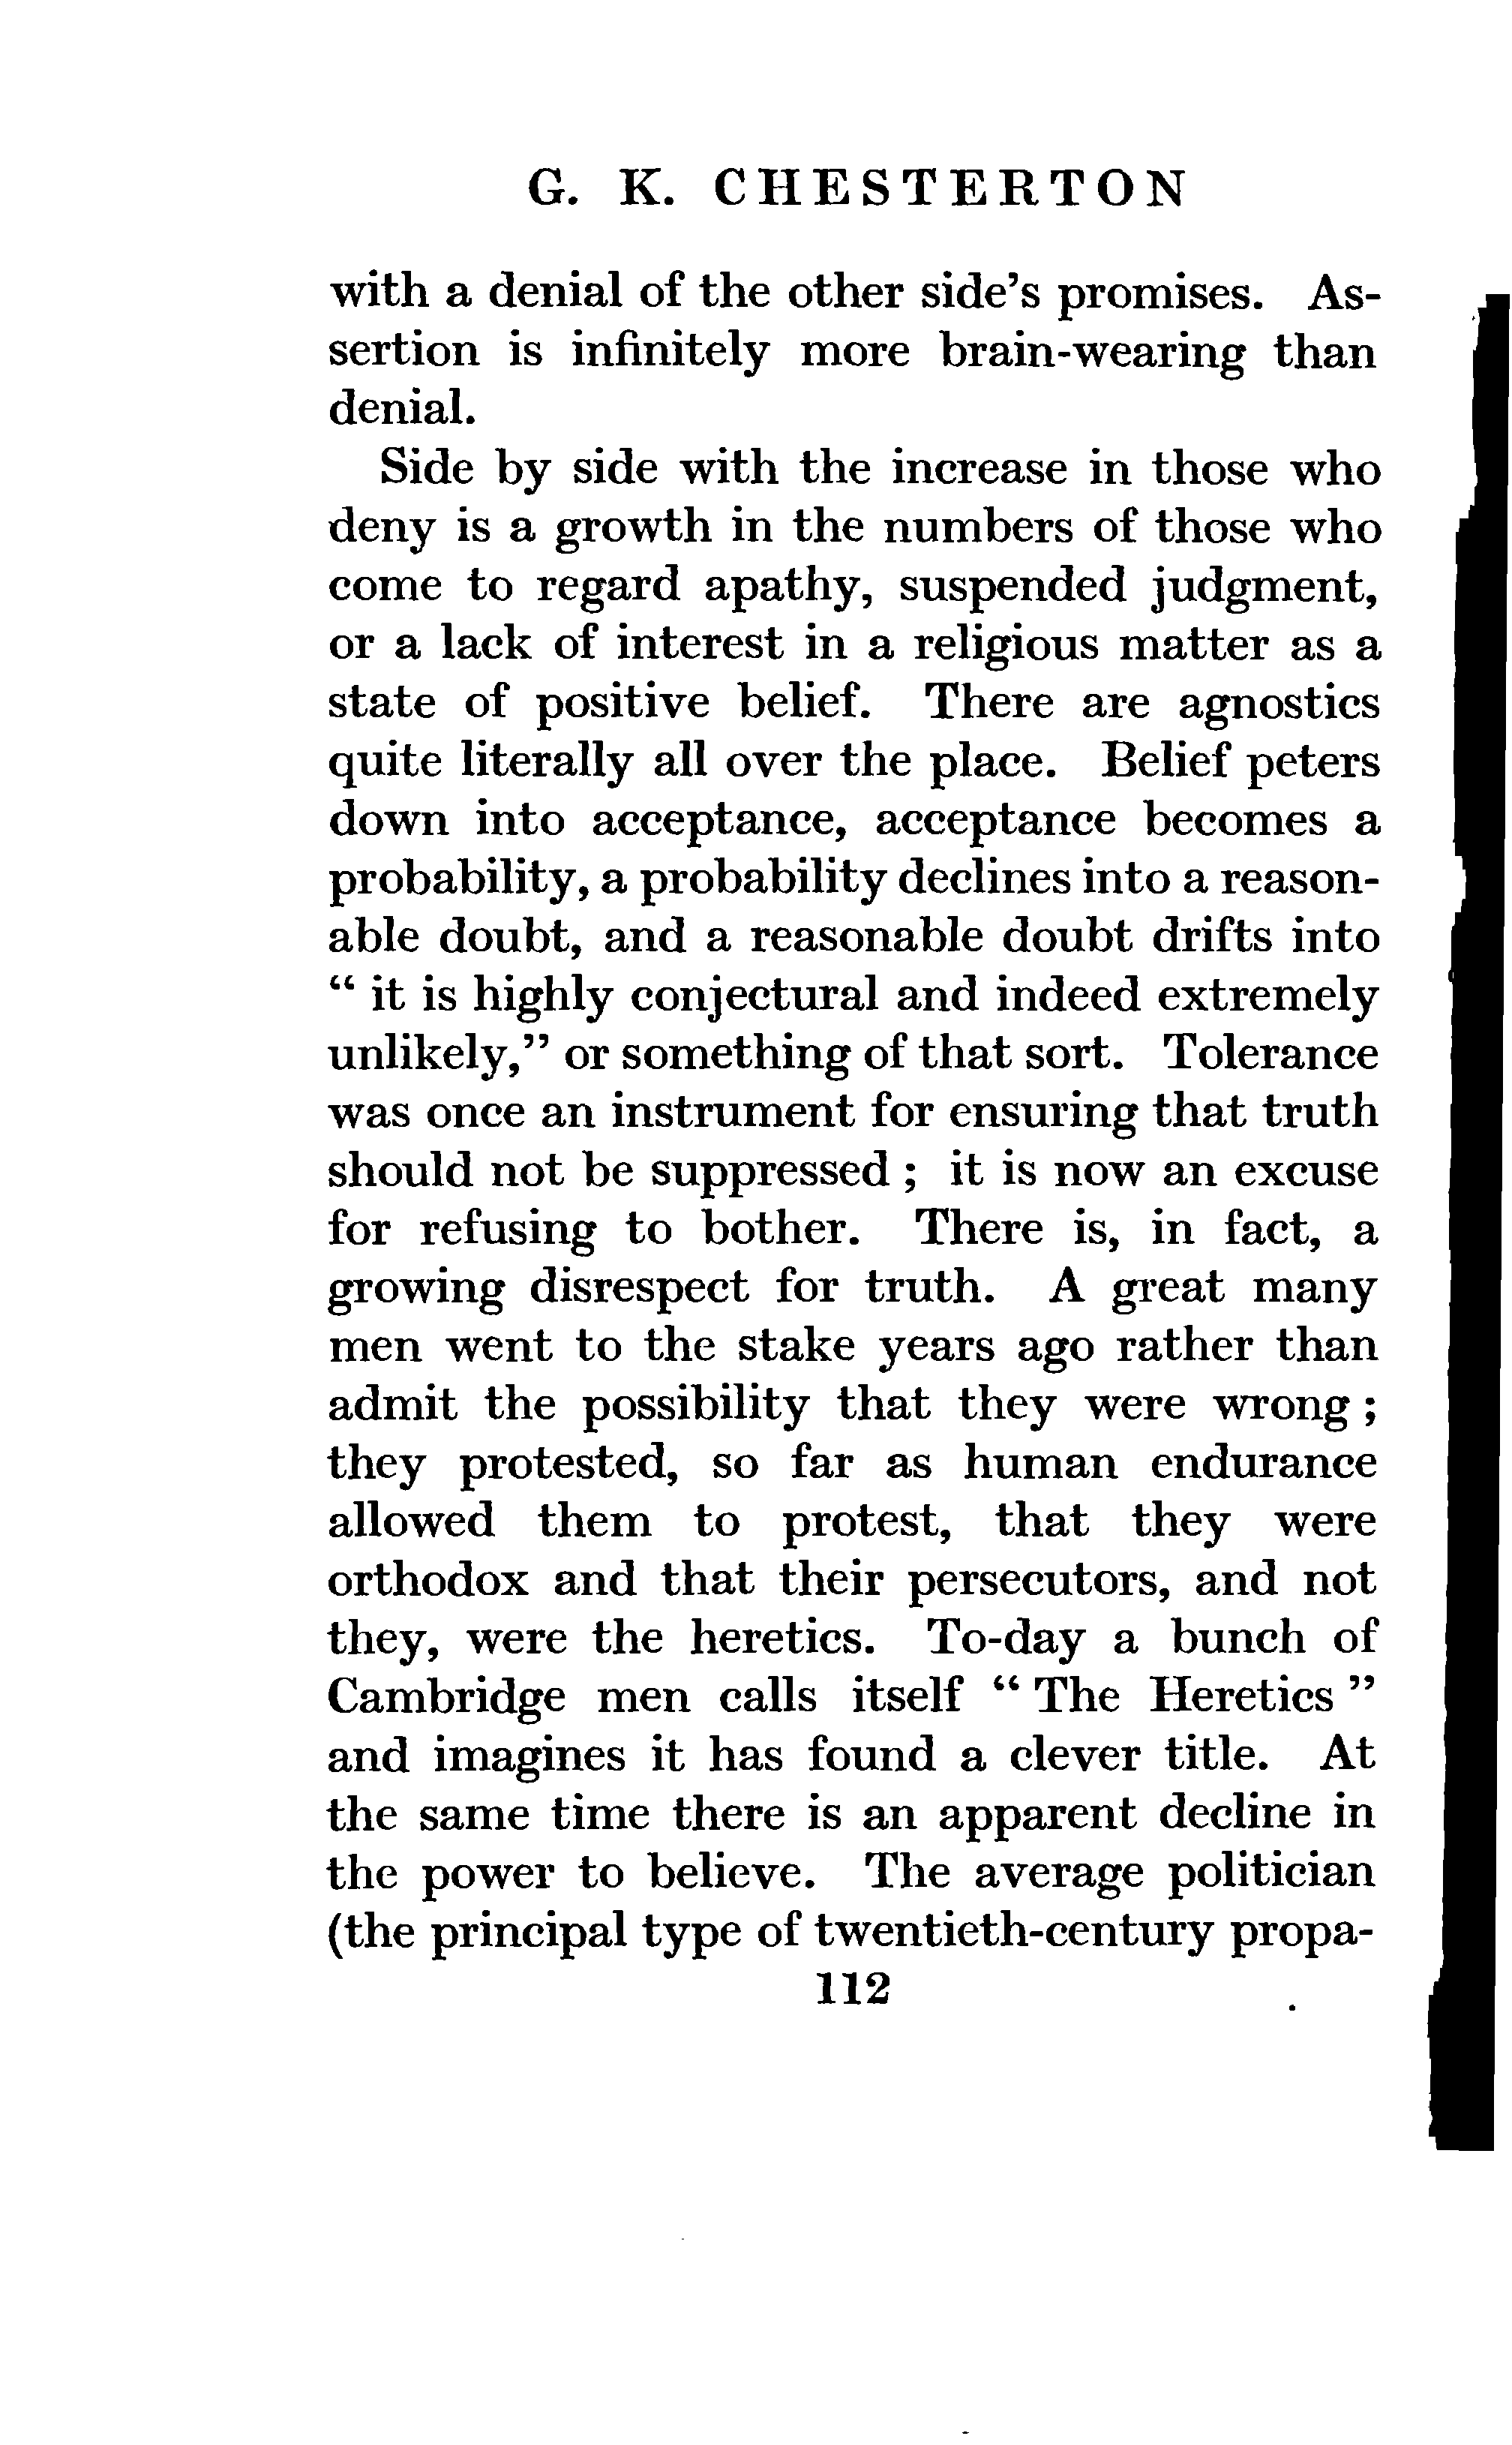 G. K. CHESTERTON
with a denial of the other side's promises. As-
sertion is infinitely more brain-wearing than
denial.
Side by side with the increase in those who
deny is a growth in the numbers of those who
come to regard apathy, suspended judgment,
or a lack of interest in a religious matter as a
state of positive belief. There are agnostics
quite literally all over the place. Belief peters
down into acceptance, acceptance becomes a
probability, a probability declines into a reason-
able doubt, and a reasonable doubt drifts into
“ it is highly conjectural and indeed extremely
unlikely,” or something of that sort. Tolerance
was once an instrument for ensuring that truth
should not be suppressed ; it is now an excuse
for refusing to bother. There is, in fact, a
growing disrespect for truth. A great many
men went to the stake years ago rather than
admit the possibility that they were wrong ;
they protested, so far as human endurance
allowed them to protest, that they were
orthodox and that their persecutors, and not
they, were the heretics. To-day a bunch of
Cambridge men calls itself “ The Heretics ”
and imagines it has found a clever title. At
the same time there is an apparent decline in
the power to believe. The average politician
(the principal type of twentieth-century propa-
112